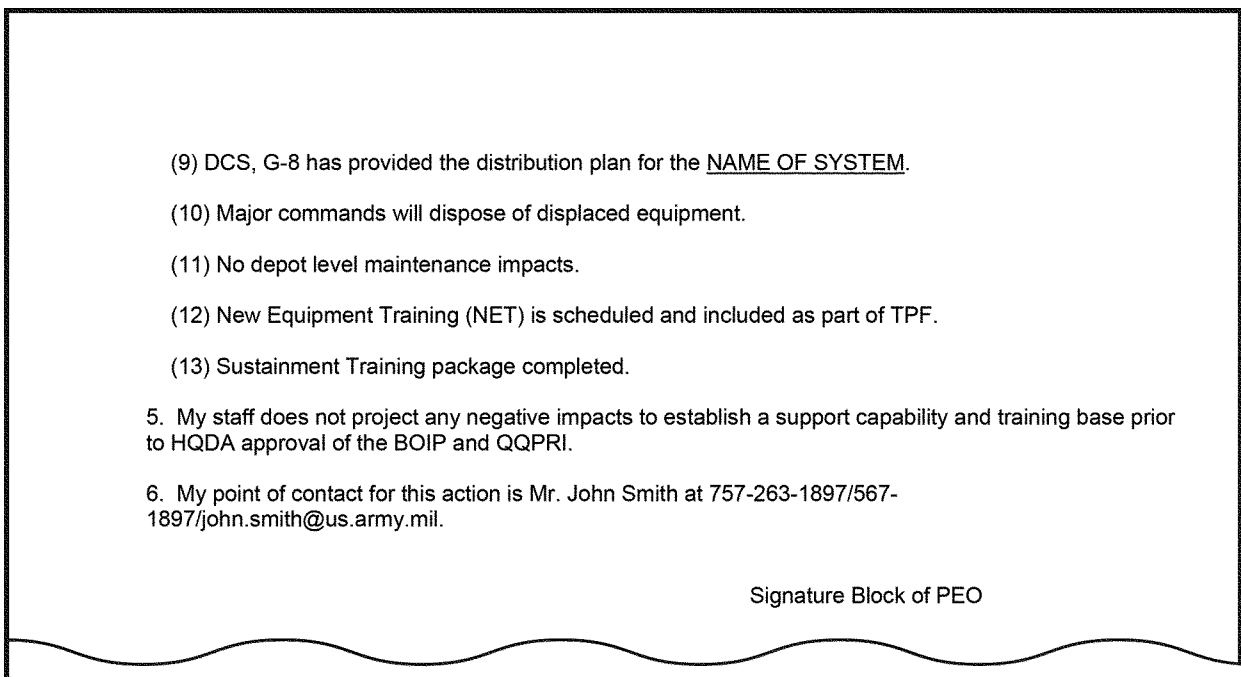 (9) DCS, G-8 has provided the distribution plan for the NAME OF SYSTEM.
(10) Major commands will dispose of displaced equipment.
(11) No depot level maintenance impacts.
(12) New Equipment Training (NET) is scheduled and included as part of TPF.
(13) Sustainment Training package completed.
5.  My staff does not project any negative impacts to establish a support capability and training base prior
to HQDA approval of the BOIP and QQPRI.
6.  My point of contact for this action is Mr. John Smith at 757-263-1897/567-
1897/john.smith@us.army.mil.
Signature Block of PEO